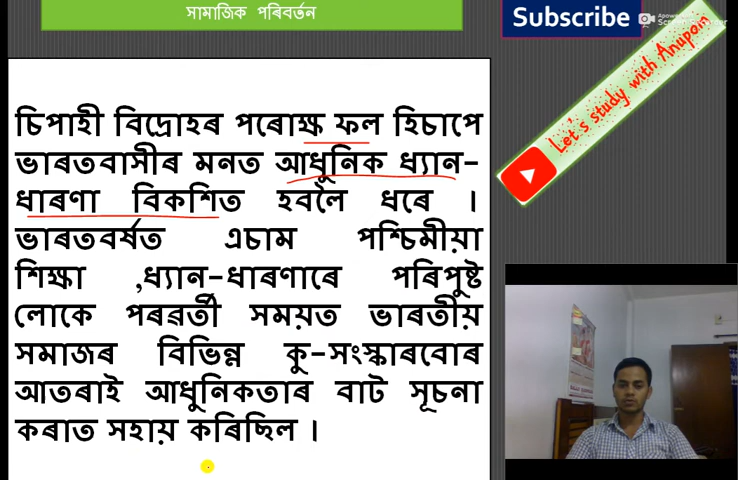 সামাজিক পৰিবৰ্তন
Subscribe
Let's study with Anupom
চিপাহী বিদ্ৰোহৰ পৰোক্ষ ফল হিচাপে
ভাৰতবাসীৰ মনত আধুনিক ধ্যান-
ধাৰণা বিকশিত হবলৈ ধৰে ।
ভাৰতবৰ্ষত এচাম পশ্চিমীয়া
শিক্ষা ,ধ্যান-ধাৰণাৰে পৰিপুষ্ট
লোকে পৰৱৰ্তী সময়ত ভাৰতীয়
সমাজৰ বিভিন্ন কু-সংস্কাৰবোৰ
আতৰাই আধুনিকতাৰ বাট সূচনা
কৰাত সহায় কৰিছিল ।